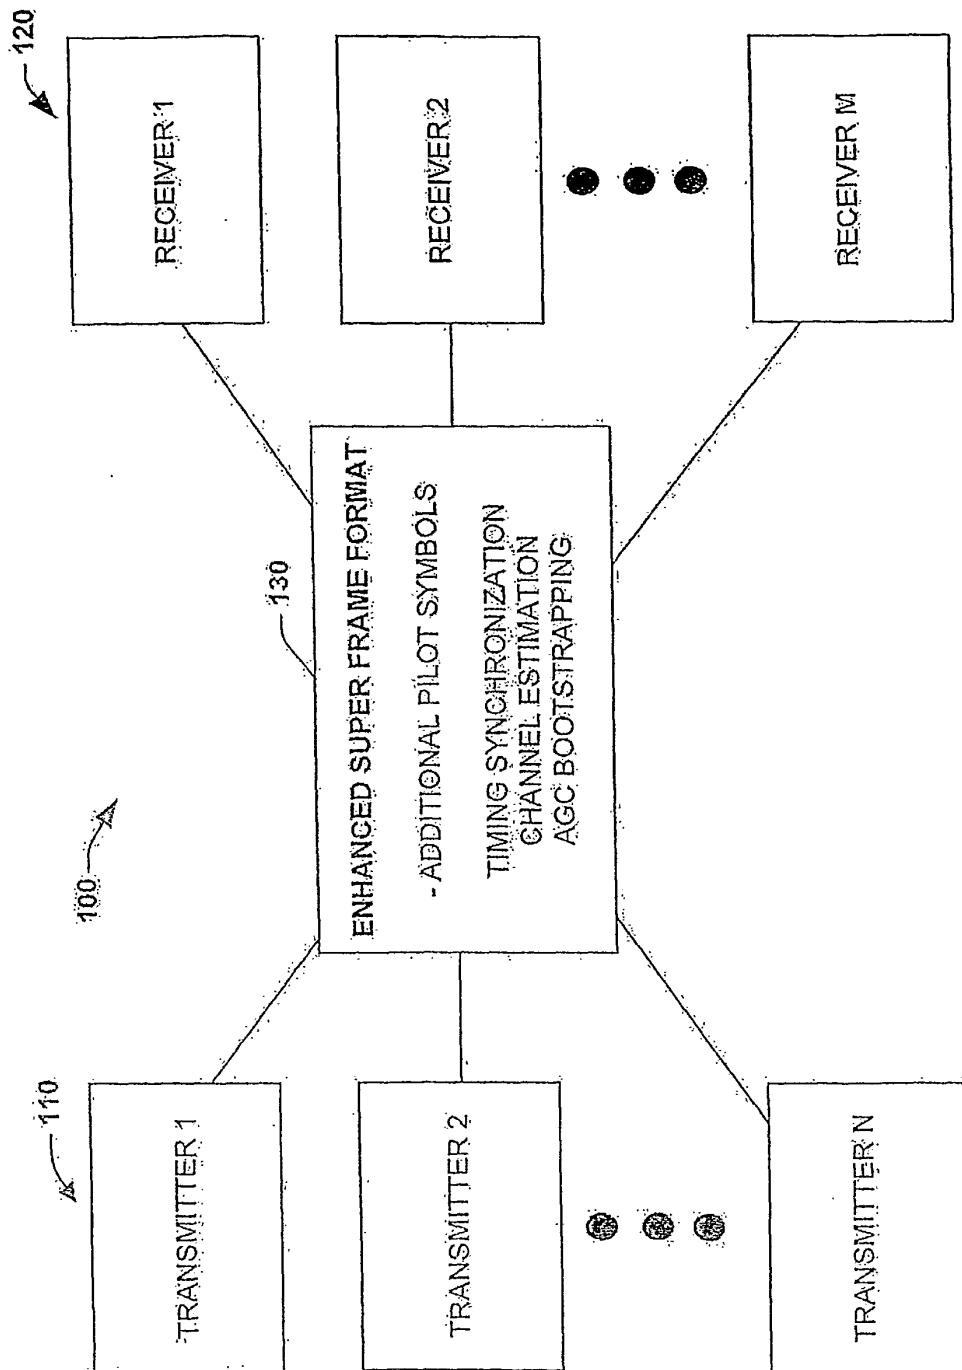 100
110
TRANSMITTER 1
TRANSMITTER 2
TRANSMITTER N
130
ENHANCED SUPER FRAME FORMAT
- ADDITIONAL PILOT SYMBOLS
TIMING SYNCHRONIZATION
CHANNEL ESTIMATION
AGC BOOTSTRAPPING
120
RECEIVER 1
RECEIVER 2
RECEIVER M